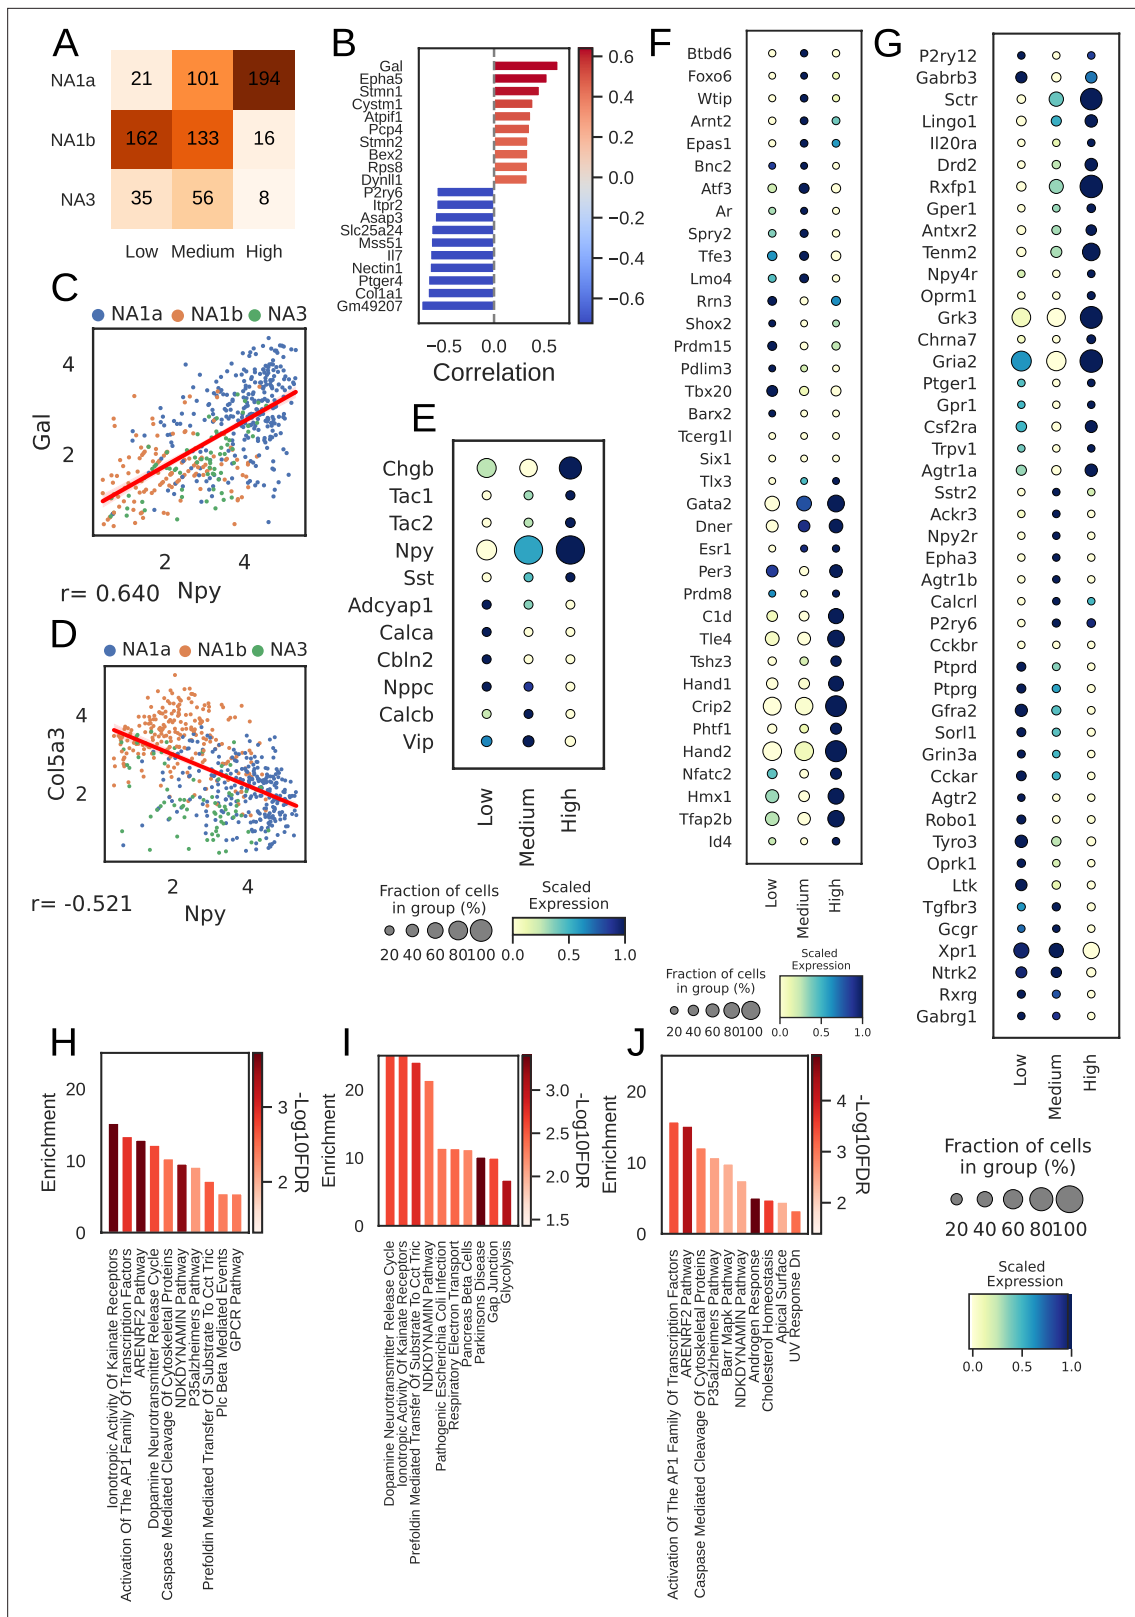 A
NA1a 21 101 194
NA1b 162 133 16
NA3 35 56 8
Low Medium High
B
Gal
Epha5
Stmn1
Cystm1
Atpif1
Pcp4
Stmn2
Bex2
Rps8
Dynll1
P2ry6
Itpr2
Asap3
Slc25a24
Mss51
Il7
Nectin1
Ptger4
Col1a1
Gm49207
−0.5 0.0 0.5
Correlation
0.6
0.4
0.2
0.0
−0.2
−0.4
−0.6
C
NA1a NA1b NA3
4
2
Gal
2 4
r= 0.640 Npy
D
NA1a NA1b NA3
4
2
Col5a3
2 4
r= -0.521 Npy
E
Chgb
Tac1
Tac2
Npy
Sst
Adcyap1
Calca
Cbln2
Nppc
Calcb
Vip
Low Medium High
Fraction of cells
in group (%)
20 40 60 80100
Scaled
Expression
0.0 0.5 1.0
F
Btbd6
Foxo6
Wtip
Arnt2
Epas1
Bnc2
Atf3
Ar
Spry2
Tfe3
Lmo4
Rrn3
Shox2
Prdm15
Pdlim3
Tbx20
Barx2
Tcerg1l
Six1
Tlx3
Gata2
Dner
Esr1
Per3
Prdm8
C1d
Tle4
Tshz3
Hand1
Crip2
Phtf1
Hand2
Nfatc2
Hmx1
Tfap2b
Id4
Low Medium High
Fraction of cells
in group (%)
20 40 60 80100
Scaled
Expression
0.0 0.5 1.0
G
P2ry12
Gabrb3
Sctr
Lingo1
Il20ra
Drd2
Rxfp1
Gper1
Antxr2
Tenm2
Npy4r
Oprm1
Grk3
Chrna7
Gria2
Ptger1
Gpr1
Csf2ra
Trpv1
Agtr1a
Sstr2
Ackr3
Npy2r
Epha3
Agtr1b
Calcrl
P2ry6
Cckbr
Ptprd
Ptprg
Gfra2
Sorl1
Grin3a
Cckar
Agtr2
Robo1
Tyro3
Oprk1
Ltk
Tgfbr3
Gcgr
Xpr1
Ntrk2
Rxrg
Gabrg1
Low Medium High
Fraction of cells
in group (%)
20 40 60 80100
Scaled
Expression
0.0 0.5 1.0
H
Enrichment
20
10
0
3
2
-Log10FDR
Ionotropic Activity Of Kainate Receptors
Activation Of The AP1 Family Of Transcription Factors
ARENRF2 Pathway
Dopamine Neurotransmitter Release Cycle
Caspase Mediated Cleavage Of Cytoskeletal Proteins
NDKDYNAMIN Pathway
P35alzheimers Pathway
Prefoldin Mediated Transfer Of Substrate To Cct Tric
Plc Beta Mediated Events
GPCR Pathway
I
Enrichment
20
10
0
3.0
2.5
2.0
1.5
-Log10FDR
Dopamine Neurotransmitter Release Cycle
Ionotropic Activity Of Kainate Receptors
Prefoldin Mediated Transfer Of Substrate To Cct Tric
NDKDYNAMIN Pathway
Pathogenic Escherichia Coli Infection
Respiratory Electron Transport
Pancreas Beta Cells
Parkinsons Disease
Gap Junction
Glycolysis
J
Enrichment
20
10
0
4
3
2
-Log10FDR
Activation Of The AP1 Family Of Transcription Factors
ARENRF2 Pathway
Caspase Mediated Cleavage Of Cytoskeletal Proteins
P35alzheimers Pathway
Barr Mapk Pathway
NDKDYNAMIN Pathway
Androgen Response
Cholesterol Homeostasis
Apical Surface
UV Response Dn